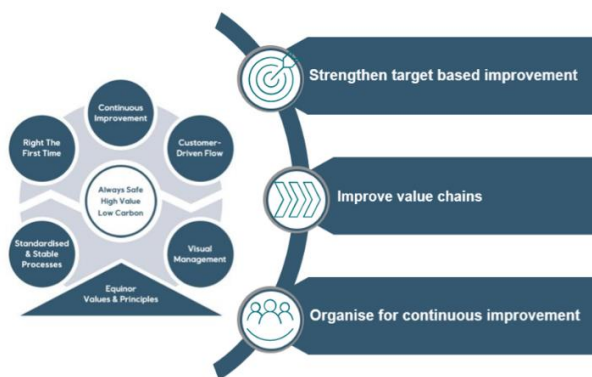 Continuous
Improvement
Right The
First Time
Customer-
Driven Flow
Always Safe
High Value
Low Carbon
Standardised
& Stable
Processes
Visual
Management
Equinor
Values & Principles
Strengthen target based improvement
Improve value chains
Organise for continuous improvement